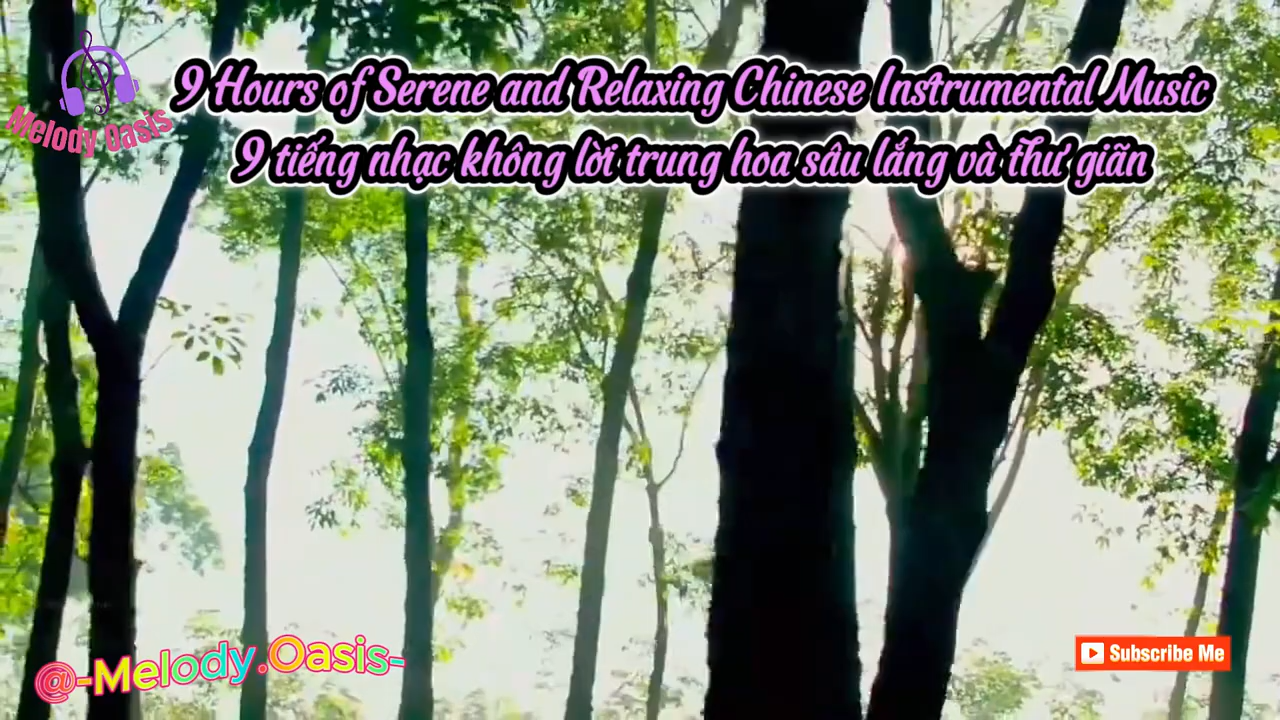 Melody Oasis
9 Hours of Serene and Relaxing Chinese Instrumental Music
9 tiếng nhạc không lời trung hoa sâu lắng và thư giãn
@-Melody.Oasis-
Subscribe Me